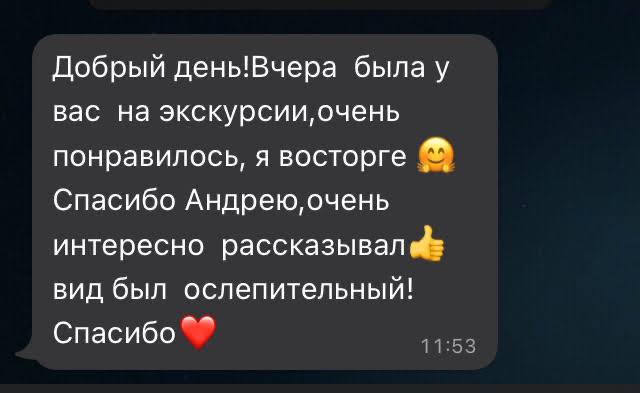 Добрый день!Вчера  была у
вас  на экскурсии,очень
понравилось, я восторге 🤗
Спасибо Андрею,очень
интересно  рассказывал👍
вид был  ослепительный!
Спасибо❤️
11:53